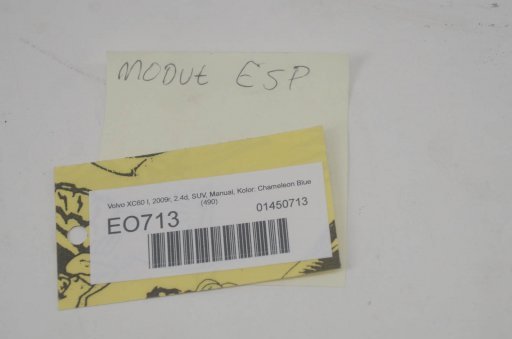 MODUŁ ESP
Volvo XC60 I, 2009r, 2.4d, SUV, Manual, Kolor: Chameleon Blue
(490)
EO713
01450713